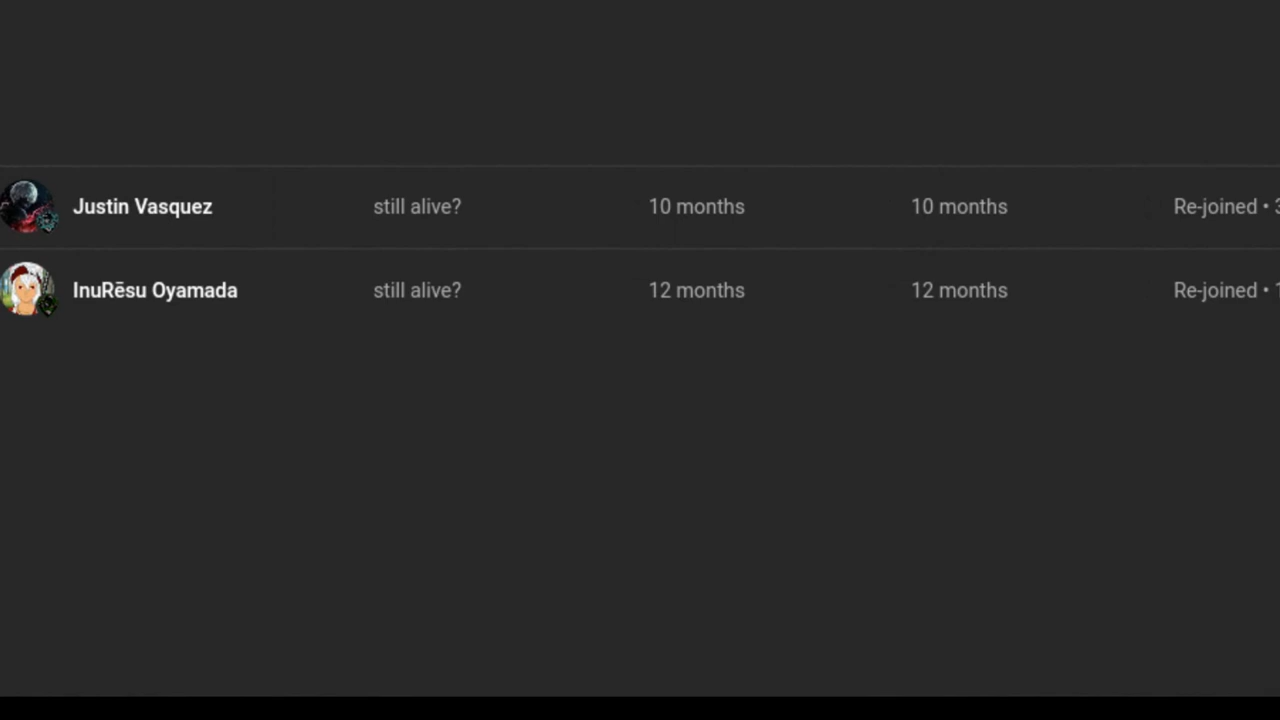 Justin Vasquez still alive? 10 months 10 months Re-joined •
InuRēsu Oyamada still alive? 12 months 12 months Re-joined •